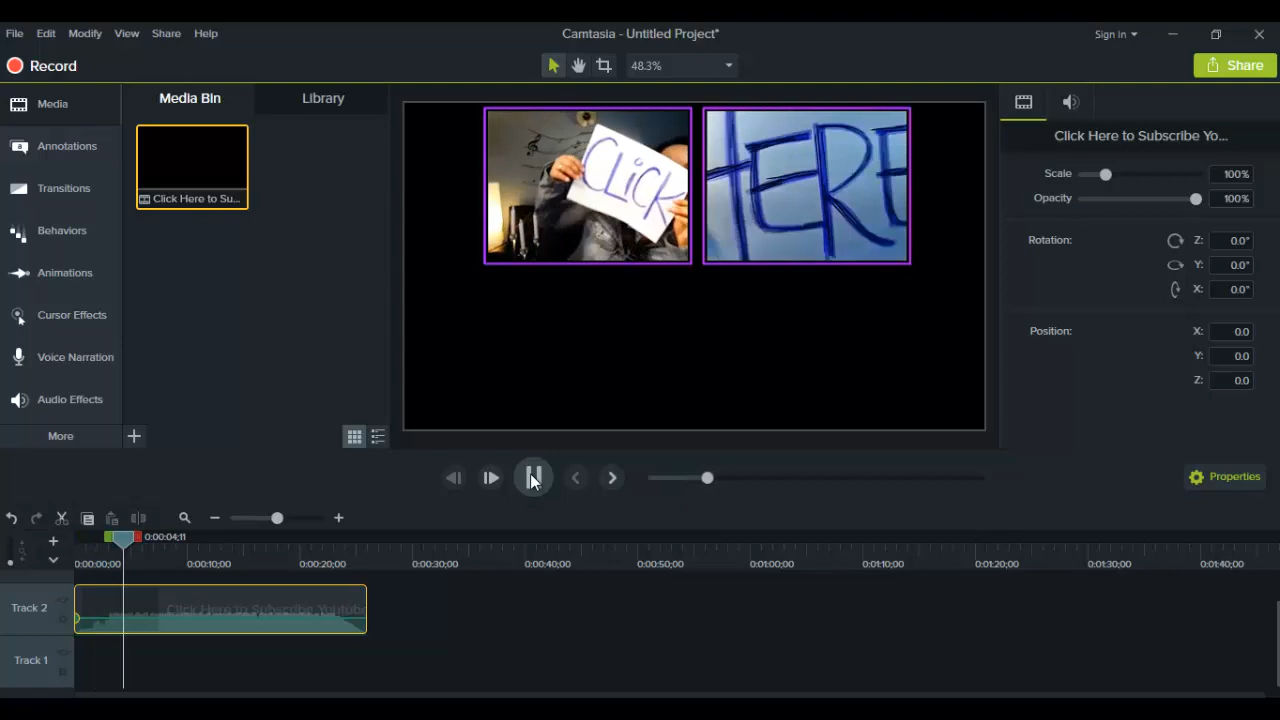 File Edit Modify View Share Help
Camtasia - Untitled Project*
Sign in
Record
48.3%
Share
Media
Annotations
Transitions
Behaviors
Animations
Cursor Effects
Voice Narration
Audio Effects
More
Media Bin
Library
Click Here to Su...
CLICK
HERE
Click Here to Subscribe Yo...
Scale 100%
Opacity 100%
Rotation: Z: 0.0°
Y: 0.0°
X: 0.0°
Position: X: 0.0
Y: 0.0
Z: 0.0
Properties
0:00:04;11
0:00:00;00 0:00:10;00 0:00:20;00 0:00:30;00 0:00:40;00 0:00:50;00 0:01:00;00 0:01:10;00 0:01:20;00 0:01:30;00 0:01:40;00
Track 2
Click Here to Subscribe Youtube
Track 1